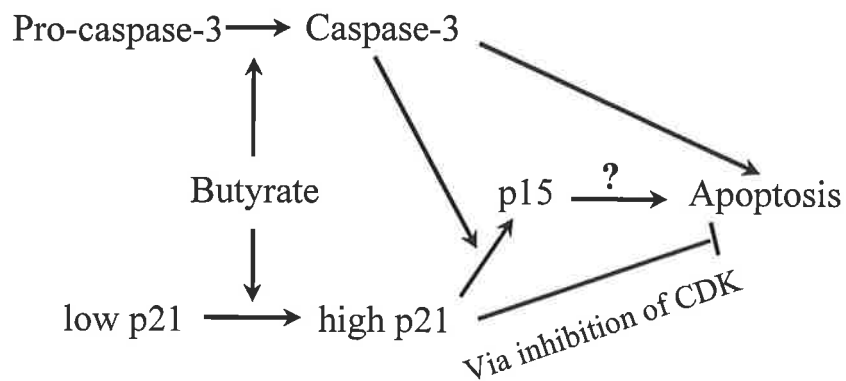 Pro-caspase-3 Caspase-3
Butyrate
p15 ? Apoptosis
low p21 high p21
Via inhibition of CDK